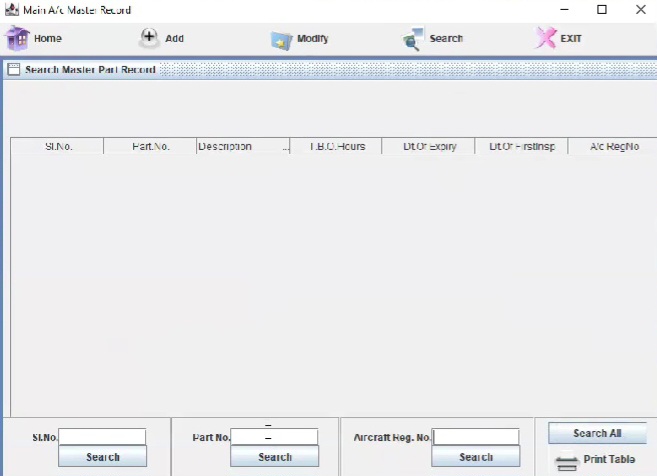 Main A/c Master Record
Home Add Modify Search EXIT
Search Master Part Record
Sl.No. Part.No. Description ... T.B.O.Hours Dt.Of Expiry Dt.Of FirstInsp A/c RegNo
Sl.No. Part No. Aircraft Reg. No. Search All
Search Search Search Print Table